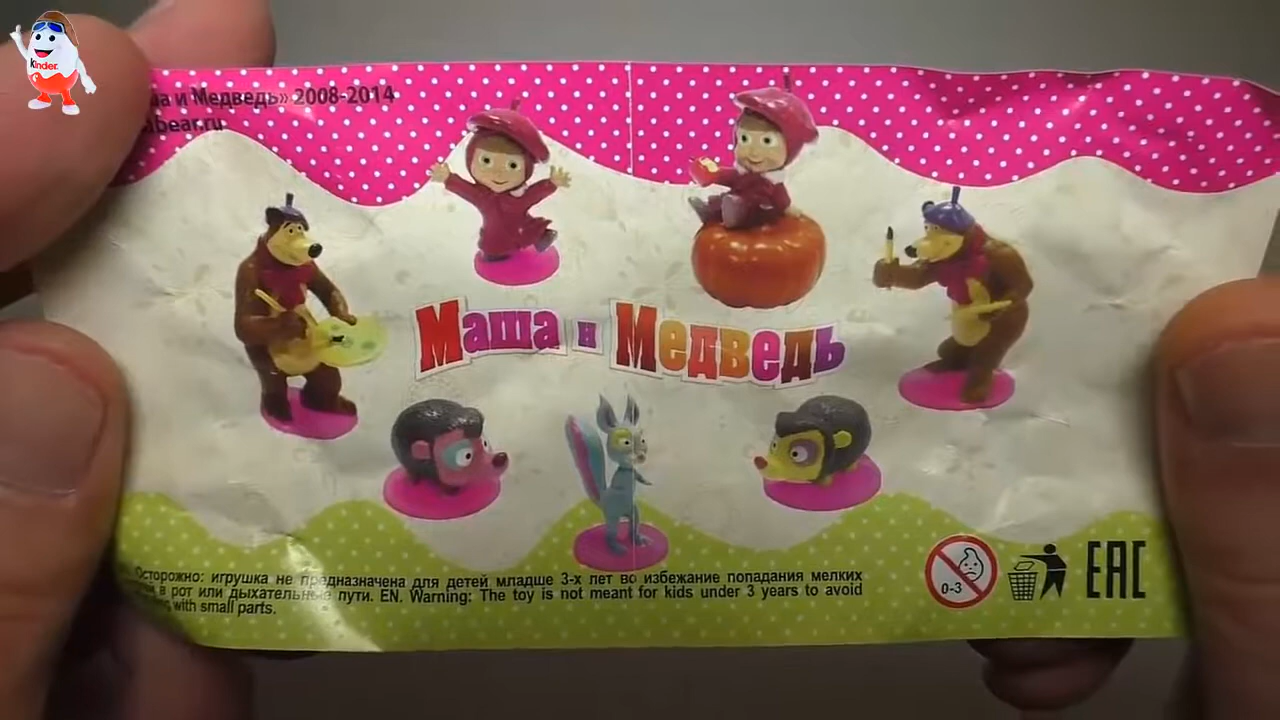 kinder
ша и Медведь» 2008-2014
abear.ru
Маша и Медведь
Осторожно: игрушка не предназначена для детей младше 3-х лет во избежание попадания мелких
в рот или дыхательные пути. EN. Warning: The toy is not meant for kids under 3 years to avoid
with small parts.
0-3
EAC